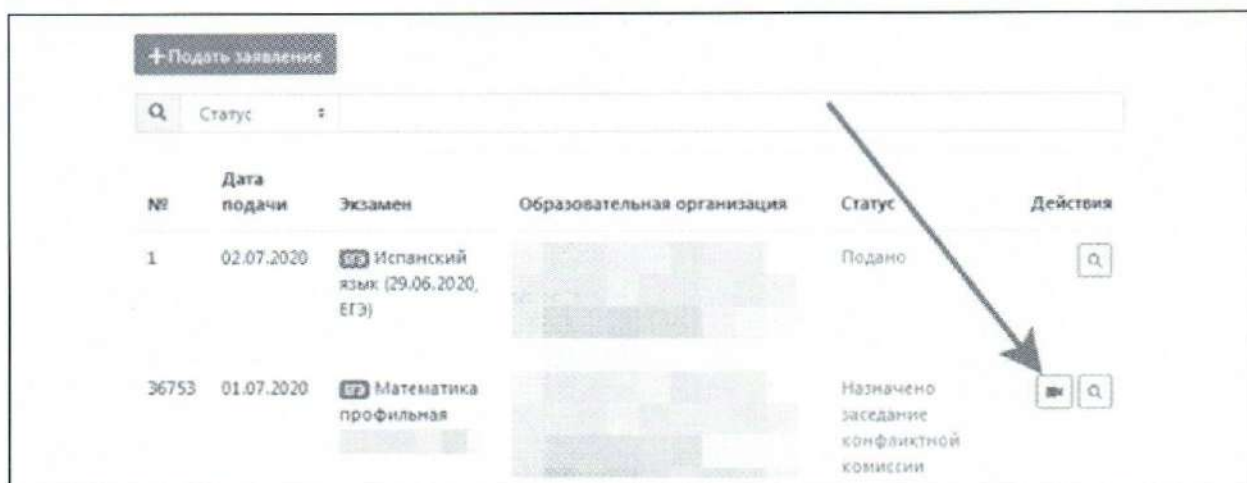 +Подать заявление
Статус
№
Дата
подачи
Экзамен
Образовательная организация
Статус
Действия
1
02.07.2020
Испанский
язык (29.06.2020,
ЕГЭ)
Подано
36753
01.07.2020
Математика
профильная
Назначено
заседание
конфликтной
комиссии